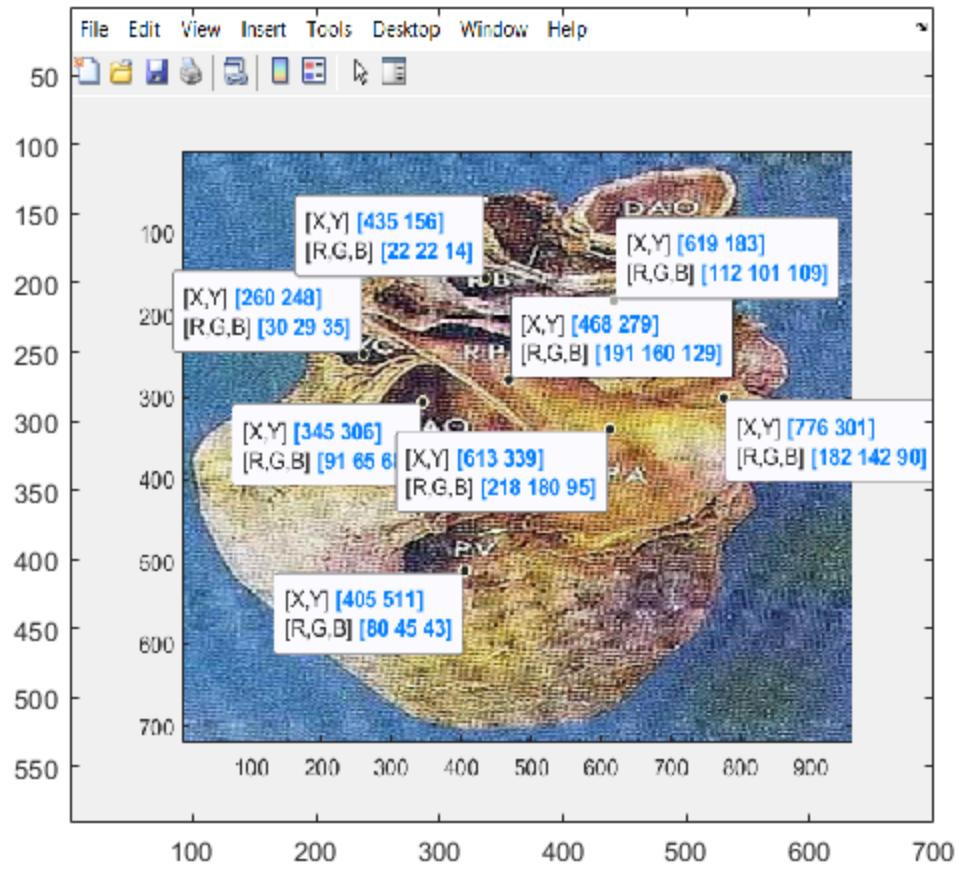 File Edit View Insert Tools Desktop Window Help
50
100
150
200
250
300
350
400
450
500
550
100
200
300
400
500
600
700
DAO
[X,Y] [435 156]
[R,G,B] [22 22 14]
[X,Y] [619 183]
[R,G,B] [112 101 109]
[X,Y] [260 248]
[R,G,B] [30 29 35]
[X,Y] [468 279]
[R,G,B] [191 160 129]
[X,Y] [345 306]
[R,G,B] [91 65 6
AO
[X,Y] [613 339]
[R,G,B] [218 180 95]
[X,Y] [776 301]
[R,G,B] [182 142 90]
PV
[X,Y] [405 511]
[R,G,B] [80 45 43]
100 200 300 400 500 600 700 800 900
100 200 300 400 500 600 700